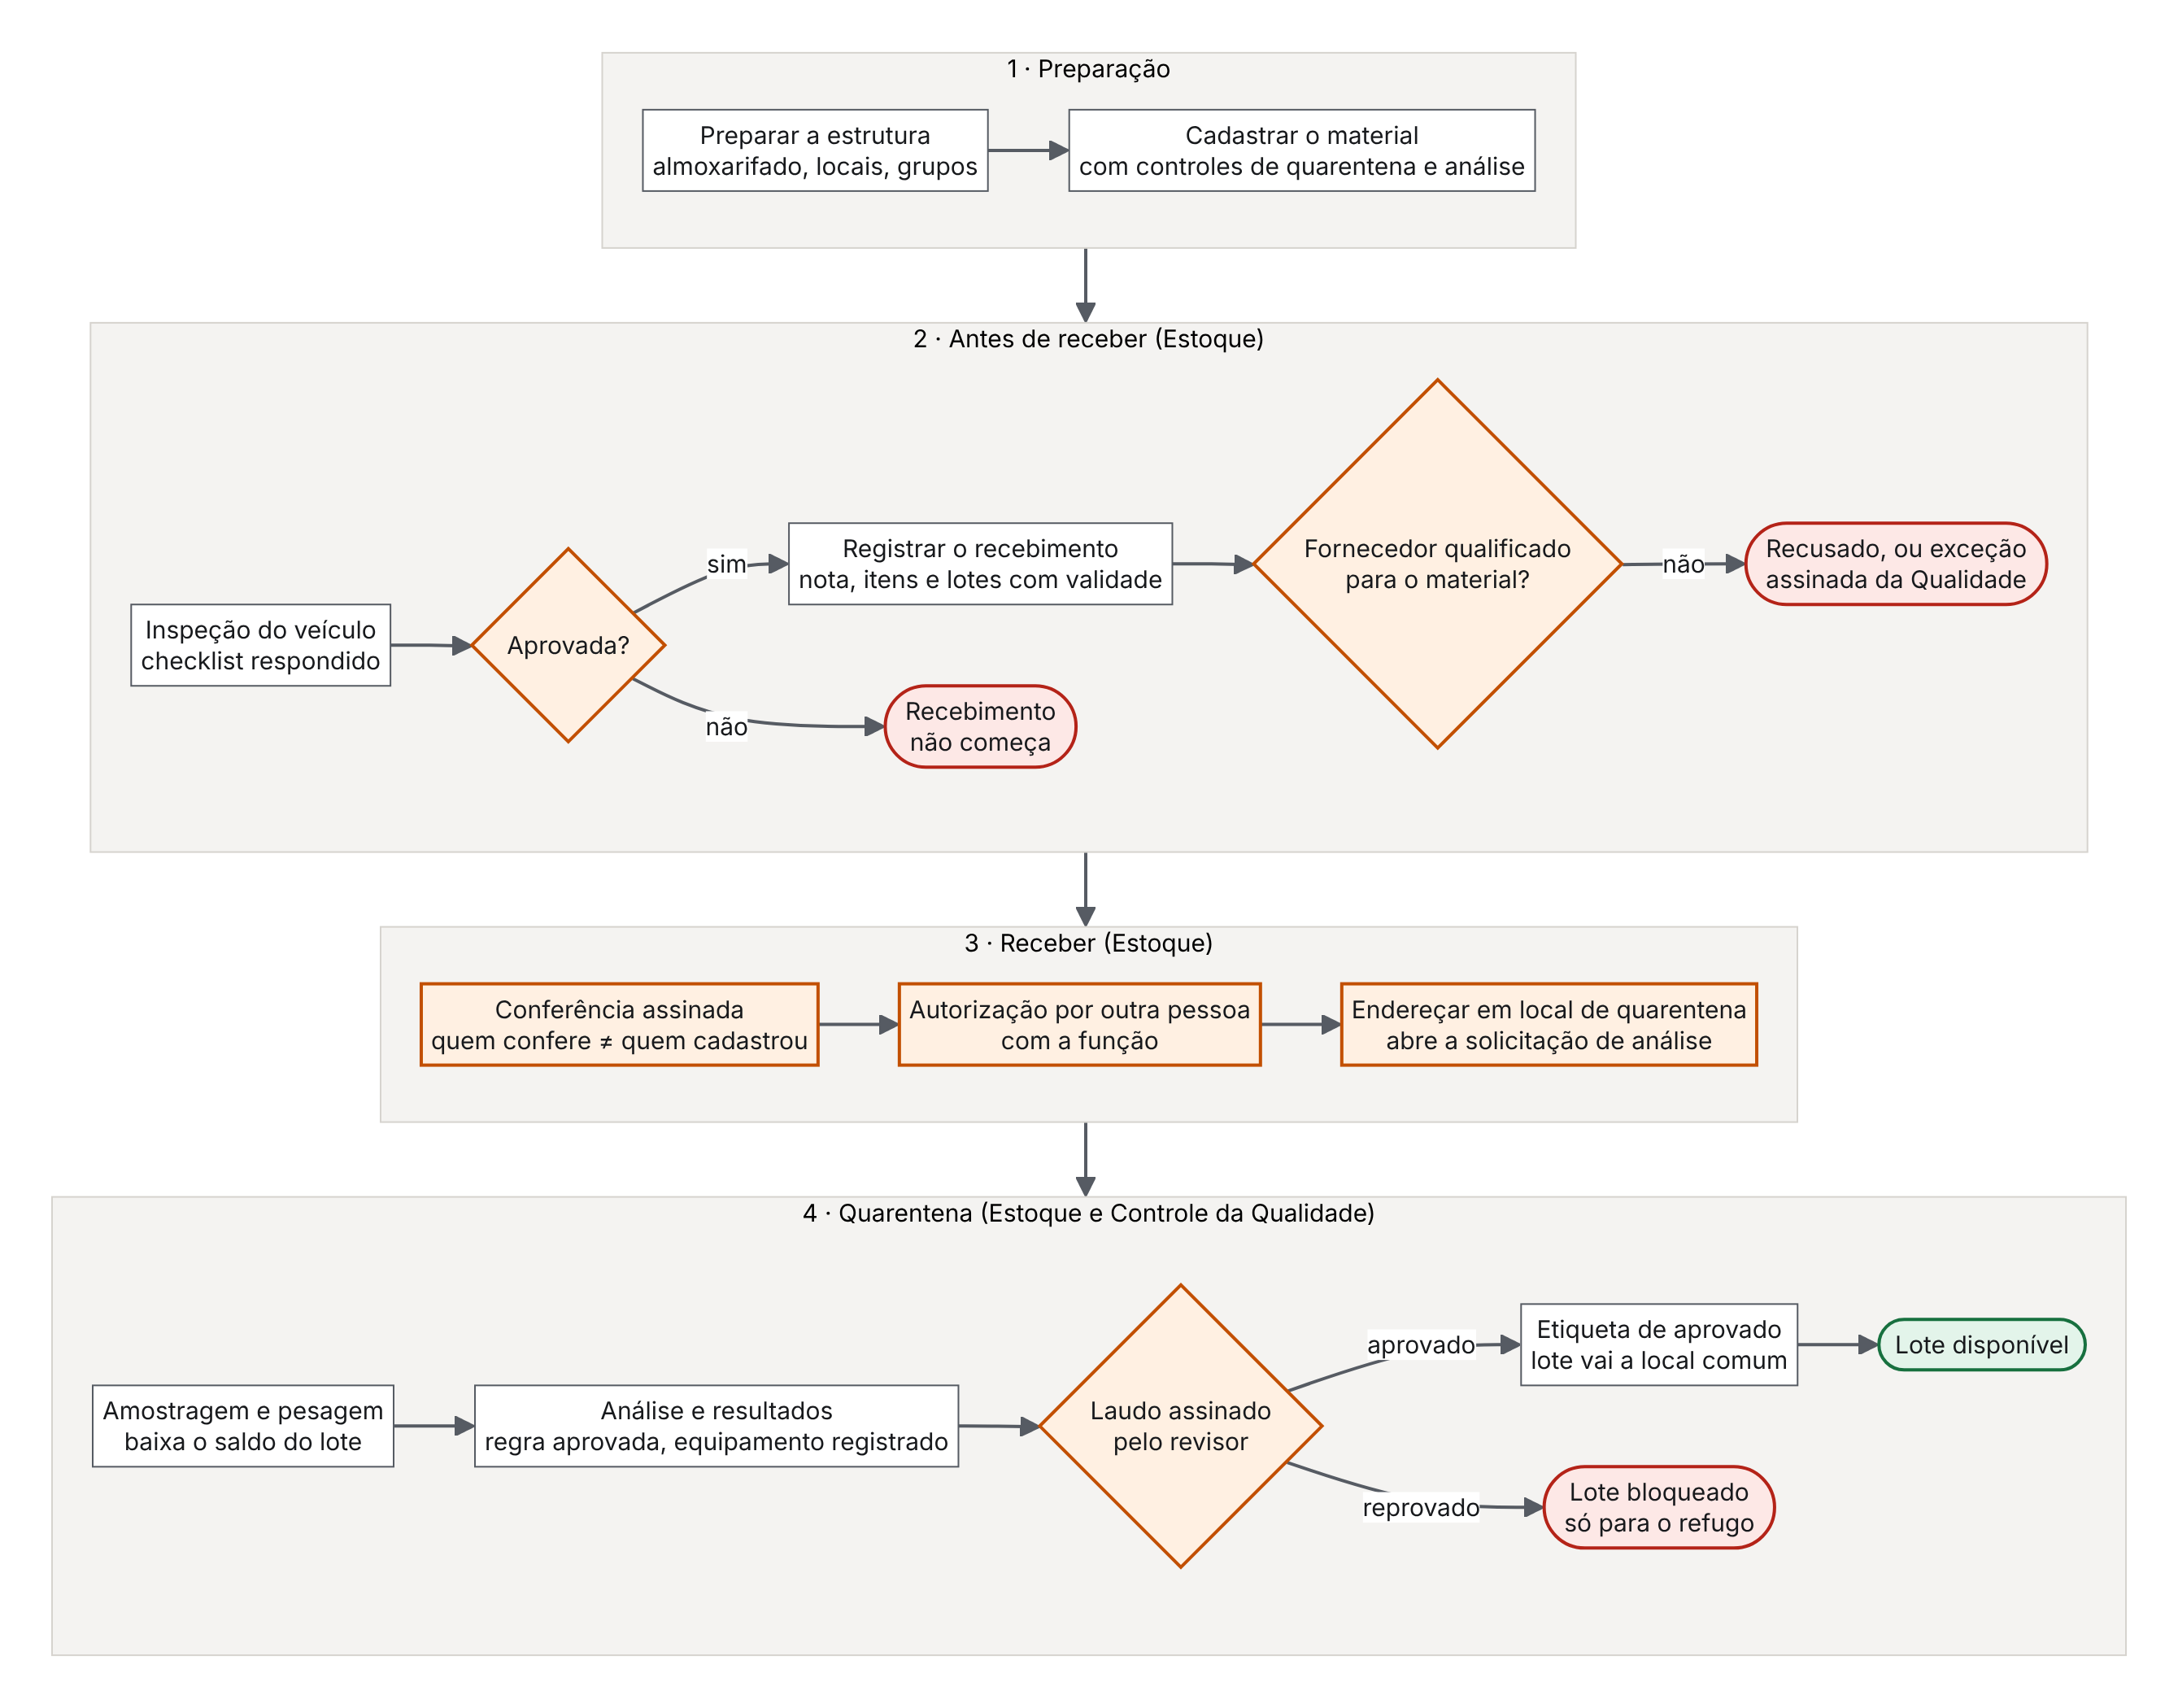 1 · Preparação
Preparar a estrutura
almoxarifado, locais, grupos
Cadastrar o material
com controles de quarentena e análise
2 · Antes de receber (Estoque)
Inspeção do veículo
checklist respondido
Aprovada?
sim
Registrar o recebimento
nota, itens e lotes com validade
Fornecedor qualificado
para o material?
não
Recusado, ou exceção
assinada da Qualidade
não
Recebimento
não começa
3 · Receber (Estoque)
Conferência assinada
quem confere ≠ quem cadastrou
Autorização por outra pessoa
com a função
Endereçar em local de quarentena
abre a solicitação de análise
4 · Quarentena (Estoque e Controle da Qualidade)
Amostragem e pesagem
baixa o saldo do lote
Análise e resultados
regra aprovada, equipamento registrado
Laudo assinado
pelo revisor
aprovado
Etiqueta de aprovado
lote vai a local comum
Lote disponível
reprovado
Lote bloqueado
só para o refugo